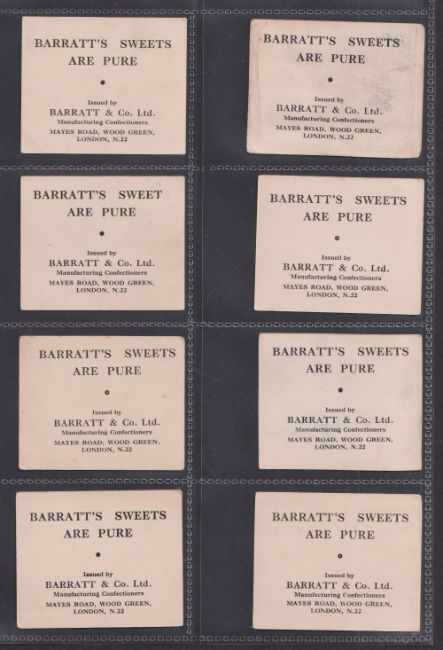 BARRATT'S SWEETS
ARE PURE
Issued by
BARRATT & Co. Ltd.
Manufacturing Confectioners
MAYES ROAD, WOOD GREEN,
LONDON, N.22
BARRATT'S SWEETS
ARE PURE
Issued by
BARRATT & Co. Ltd.
Manufacturing Confectioners
MAYES ROAD, WOOD GREEN,
LONDON, N.22
BARRATT'S SWEET
ARE PURE
Issued by
BARRATT & Co. Ltd.
Manufacturing Confectioners
MAYES ROAD, WOOD GREEN,
LONDON, N.22
BARRATT'S SWEETS
ARE PURE
Issued by
BARRATT & Co. Ltd.
Manufacturing Confectioners
MAYES ROAD, WOOD GREEN,
LONDON, N.22
BARRATT'S SWEETS
ARE PURE
Issued by
BARRATT & Co. Ltd.
Manufacturing Confectioners
MAYES ROAD, WOOD GREEN,
LONDON, N.22
BARRATT'S SWEETS
ARE PURE
Issued by
BARRATT & Co. Ltd.
Manufacturing Confectioners
MAYES ROAD, WOOD GREEN,
LONDON, N.22
BARRATT'S SWEETS
ARE PURE
Issued by
BARRATT & Co. Ltd.
Manufacturing Confectioners
MAYES ROAD, WOOD GREEN,
LONDON, N.22
BARRATT'S SWEETS
ARE PURE
Issued by
BARRATT & Co. Ltd.
Manufacturing Confectioners
MAYES ROAD, WOOD GREEN,
LONDON, N.22